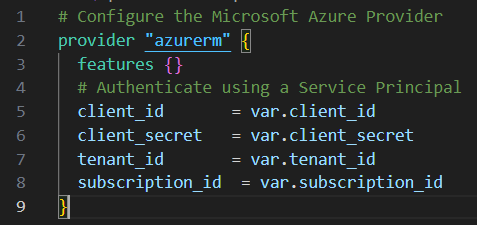 1 # Configure the Microsoft Azure Provider
2 provider "azurerm" {
3   features {}
4   # Authenticate using a Service Principal
5   client_id       = var.client_id
6   client_secret   = var.client_secret
7   tenant_id       = var.tenant_id
8   subscription_id  = var.subscription_id
9 }